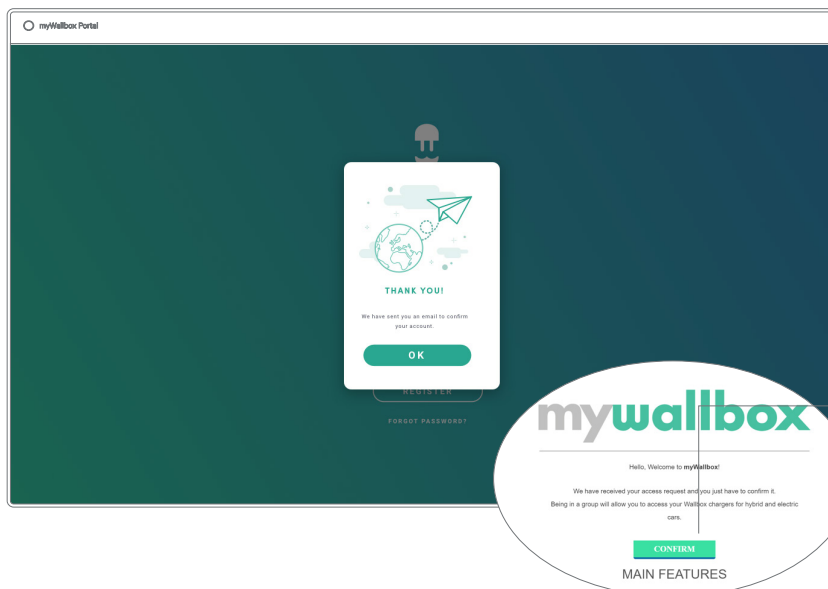 myWallbox Portal
THANK YOU!
We have sent you an email to confirm
your account.
OK
REGISTER
FORGOT PASSWORD?
mywallbox
Hello, Welcome to myWallbox!
We have received your access request and you just have to confirm it.
Being in a group will allow you to access your Wallbox chargers for hybrid and electric
cars.
CONFIRM
MAIN FEATURES